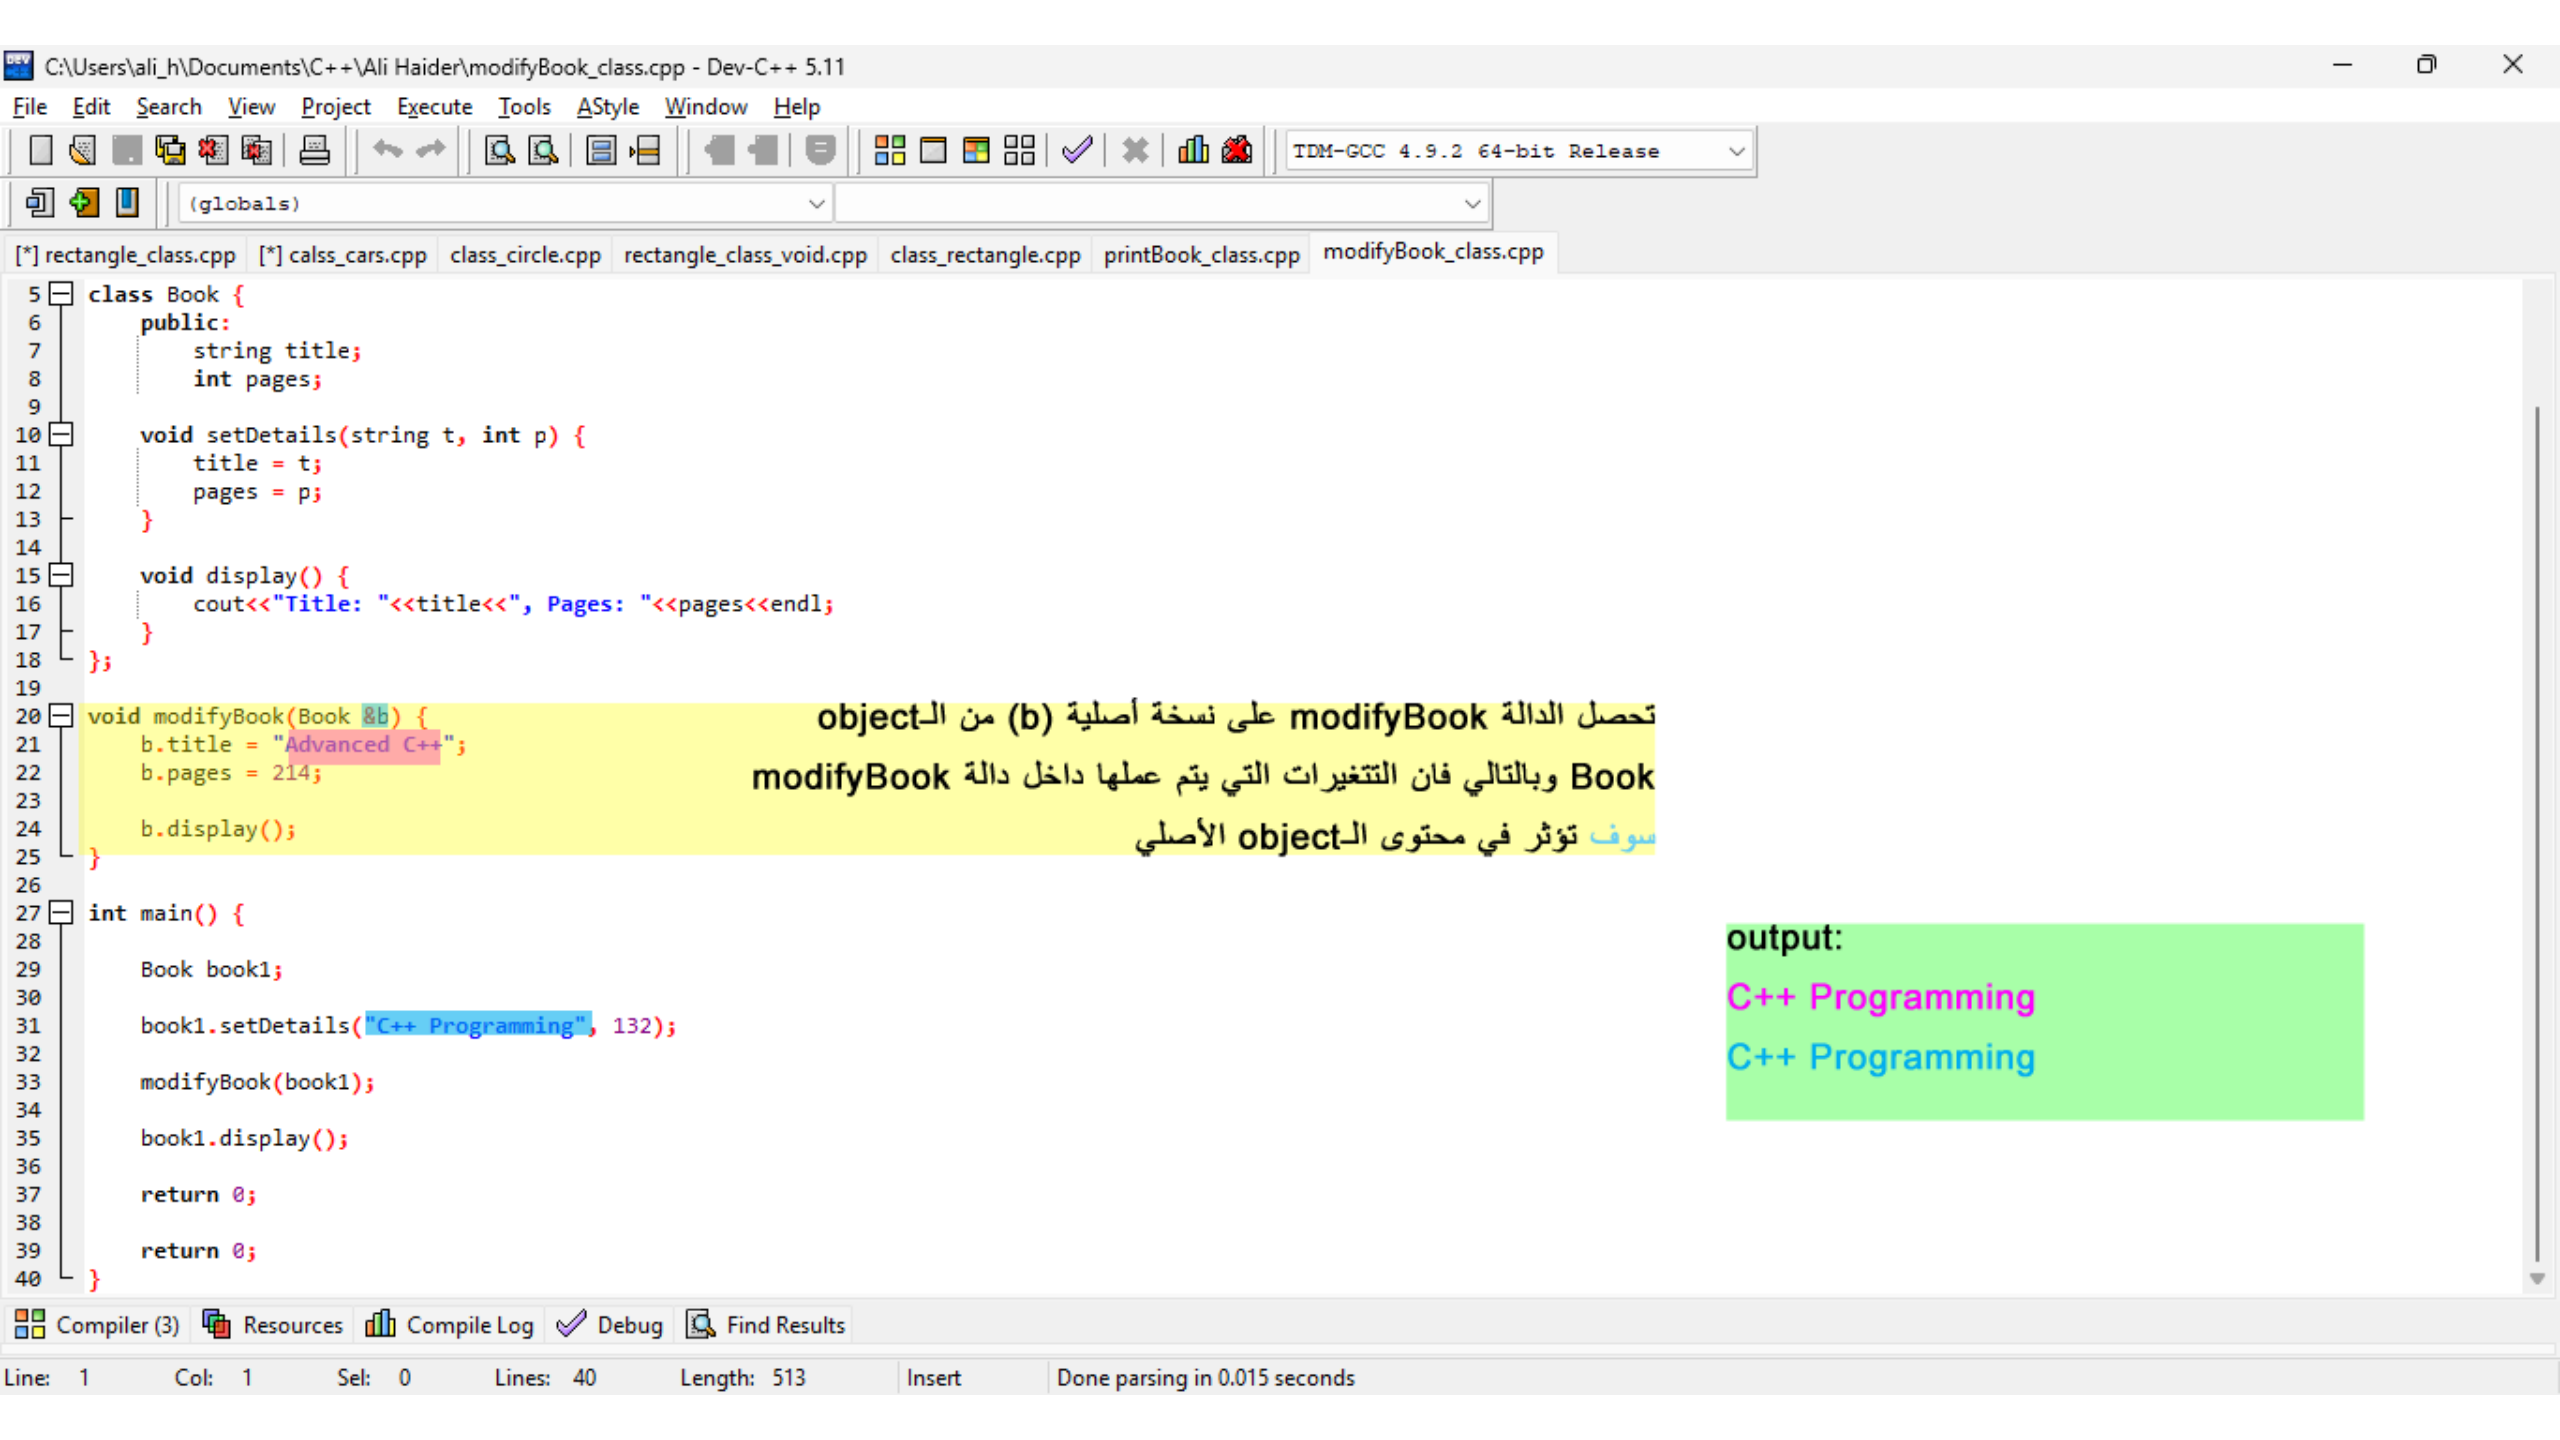 C:\Users\ali_h\Documents\C++\Ali Haider\modifyBook_class.cpp - Dev-C++ 5.11
File Edit Search View Project Execute Tools AStyle Window Help
TDM-GCC 4.9.2 64-bit Release
(globals)
[*] rectangle_class.cpp [*] calss_cars.cpp class_circle.cpp rectangle_class_void.cpp class_rectangle.cpp printBook_class.cpp modifyBook_class.cpp
5 class Book {
6 public:
7 string title;
8 int pages;
9
10 void setDetails(string t, int p) {
11 title = t;
12 pages = p;
13 }
14
15 void display() {
16 cout<<"Title: "<<title<<", Pages: "<<pages<<endl;
17 }
18 };
19
20 void modifyBook(Book &b) {
21 b.title = "Advanced C++";
22 b.pages = 214;
23
24 b.display();
25 }
تحصل الدالة modifyBook على نسخة أصلية (b) من الـobject
Book وبالتالي فان التتغيرات التي يتم عملها داخل دالة modifyBook
سوف تؤثر في محتوى الـobject الأصلي
26
27 int main() {
28
29 Book book1;
30
31 book1.setDetails("C++ Programming", 132);
32
33 modifyBook(book1);
34
35 book1.display();
36
37 return 0;
38
39 return 0;
40 }
output:
C++ Programming
C++ Programming
Compiler (3) Resources Compile Log Debug Find Results
Line: 1 Col: 1 Sel: 0 Lines: 40 Length: 513 Insert Done parsing in 0.015 seconds